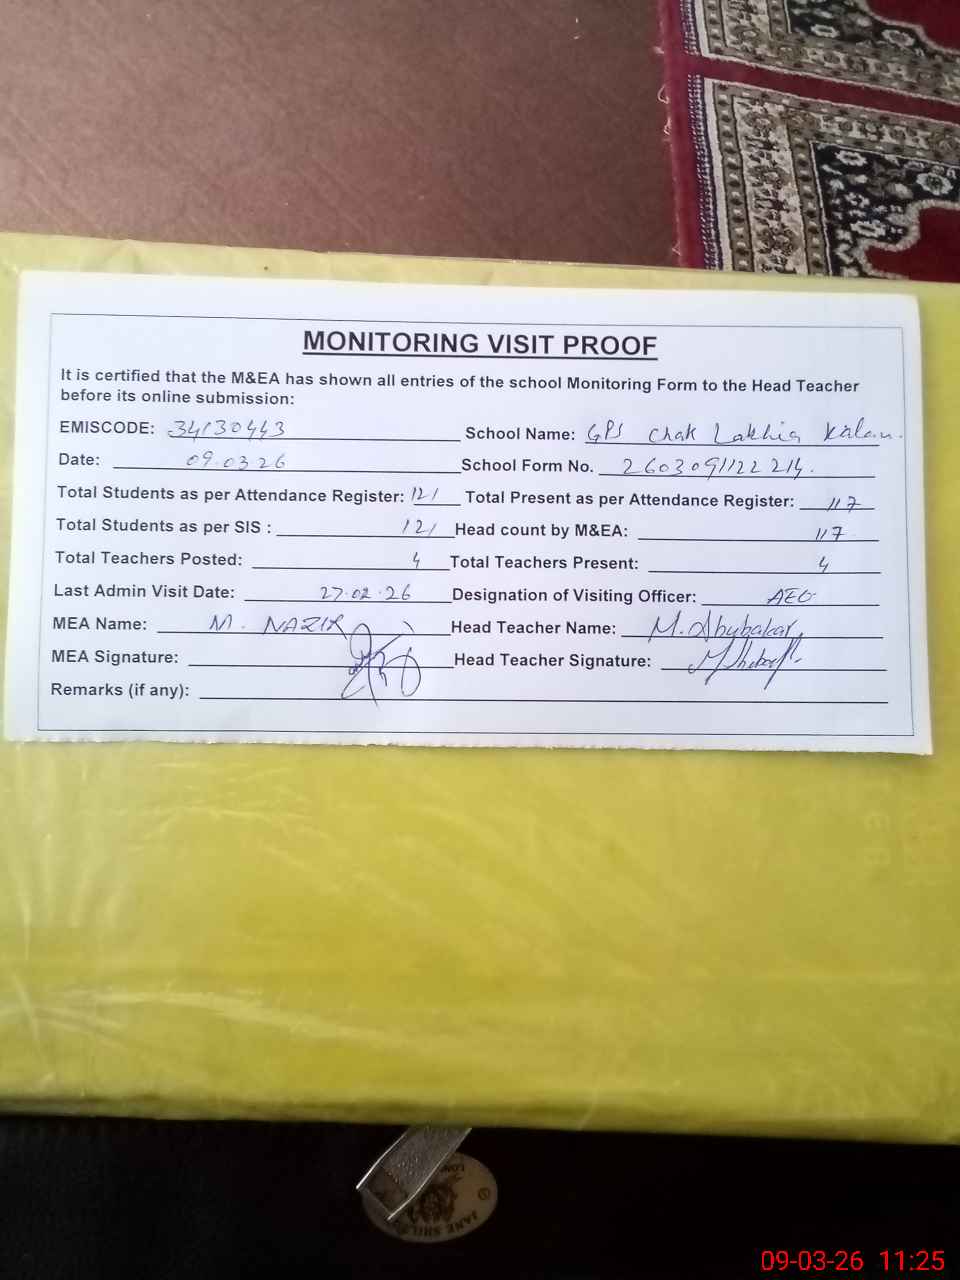 MONITORING VISIT PROOF
It is certified that the M&EA has shown all entries of the school Monitoring Form to the Head Teacher
before its online submission:
EMISCODE: 34130443 School Name: GPS Chak Lakhia Kalan.
Date: 09.03.26 School Form No. 2603091122214.
Total Students as per Attendance Register: 121 Total Present as per Attendance Register: 117
Total Students as per SIS : 121 Head count by M&EA: 117
Total Teachers Posted: 4 Total Teachers Present: 4
Last Admin Visit Date: 27.02.26 Designation of Visiting Officer: AEO
MEA Name: M. NAZIR Head Teacher Name: M. Abubakar
MEA Signature: Head Teacher Signature:
Remarks (if any):
JANE
09-03-26 11:25